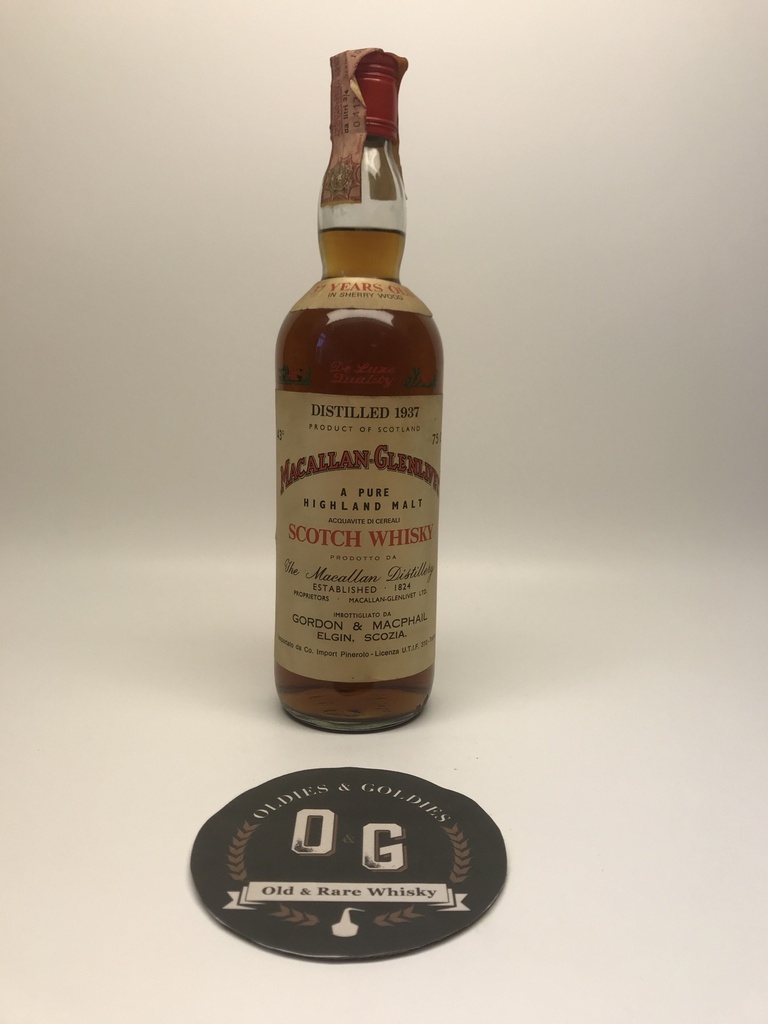 YEARS
IN SHERRY WOOD
De Luxe
Quality
DISTILLED 1937
PRODUCT OF SCOTLAND
43° 75
MACALLAN-GLENLIVET
A PURE
HIGHLAND MALT
ACQUAVITE DI CEREALI
SCOTCH WHISKY
PRODOTTO DA
The Macallan Distillery
ESTABLISHED · 1824
PROPRIETORS · MACALLAN-GLENLIVET LTD.
IMBOTTIGLIATO DA
GORDON & MACPHAIL
ELGIN, SCOZIA.
da Co. Import Pinerolo - Licenza U.T.I.F.
OLDIES & GOLDIES
O & G
Old & Rare Whisky